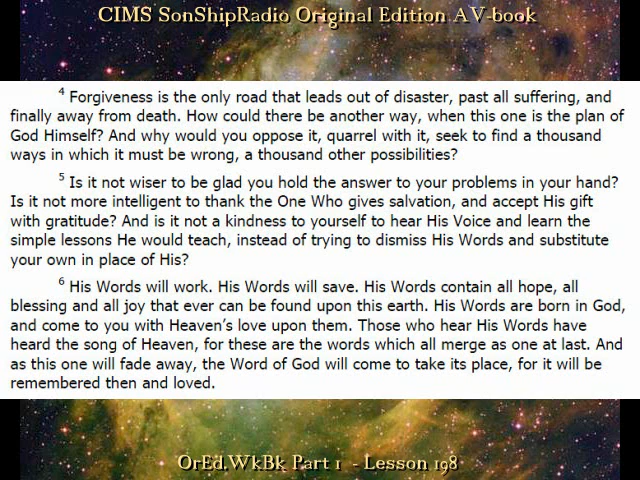 CIMS SonShipRadio Original Edition AV-book
4 Forgiveness is the only road that leads out of disaster, past all suffering, and
finally away from death. How could there be another way, when this one is the plan of
God Himself? And why would you oppose it, quarrel with it, seek to find a thousand
ways in which it must be wrong, a thousand other possibilities?
5 Is it not wiser to be glad you hold the answer to your problems in your hand?
Is it not more intelligent to thank the One Who gives salvation, and accept His gift
with gratitude? And is it not a kindness to yourself to hear His Voice and learn the
simple lessons He would teach, instead of trying to dismiss His Words and substitute
your own in place of His?
6 His Words will work. His Words will save. His Words contain all hope, all
blessing and all joy that ever can be found upon this earth. His Words are born in God,
and come to you with Heaven’s love upon them. Those who hear His Words have
heard the song of Heaven, for these are the words which all merge as one at last. And
as this one will fade away, the Word of God will come to take its place, for it will be
remembered then and loved.
OrEd.WkBk Part 1 - Lesson 198